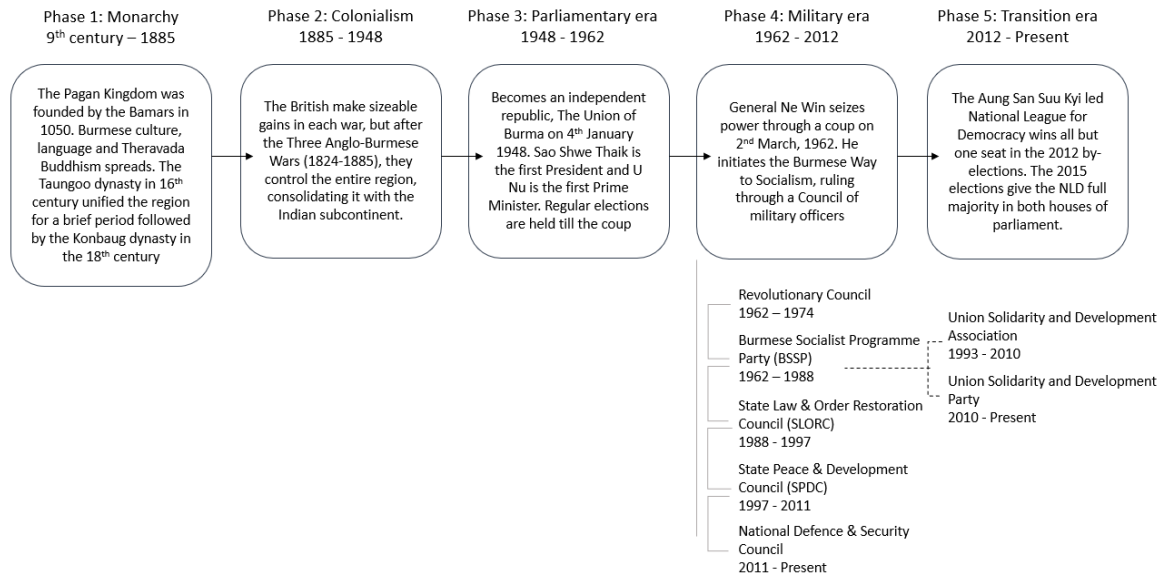 Phase 1: Monarchy
9th century – 1885
The Pagan Kingdom was
founded by the Bamars in
1050. Burmese culture,
language and Theravada
Buddhism spreads. The
Taungoo dynasty in 16th
century unified the region
for a brief period followed
by the Konbaug dynasty in
the 18th century
Phase 2: Colonialism
1885 - 1948
The British make sizeable
gains in each war, but after
the Three Anglo-Burmese
Wars (1824-1885), they
control the entire region,
consolidating it with the
Indian subcontinent.
Phase 3: Parliamentary era
1948 - 1962
Becomes an independent
republic, The Union of
Burma on 4th January
1948. Sao Shwe Thaik is
the first President and U
Nu is the first Prime
Minister. Regular elections
are held till the coup
Phase 4: Military era
1962 - 2012
General Ne Win seizes
power through a coup on
2nd March, 1962. He
initiates the Burmese Way
to Socialism, ruling
through a Council of
military officers
Phase 5: Transition era
2012 - Present
The Aung San Suu Kyi led
National League for
Democracy wins all but
one seat in the 2012 by-
elections. The 2015
elections give the NLD full
majority in both houses of
parliament.
Revolutionary Council
1962 – 1974
Burmese Socialist Programme
Party (BSSP)
1962 – 1988
State Law & Order Restoration
Council (SLORC)
1988 - 1997
State Peace & Development
Council (SPDC)
1997 - 2011
National Defence & Security
Council
2011 - Present
Union Solidarity and Development
Association
1993 - 2010
Union Solidarity and Development
Party
2010 - Present